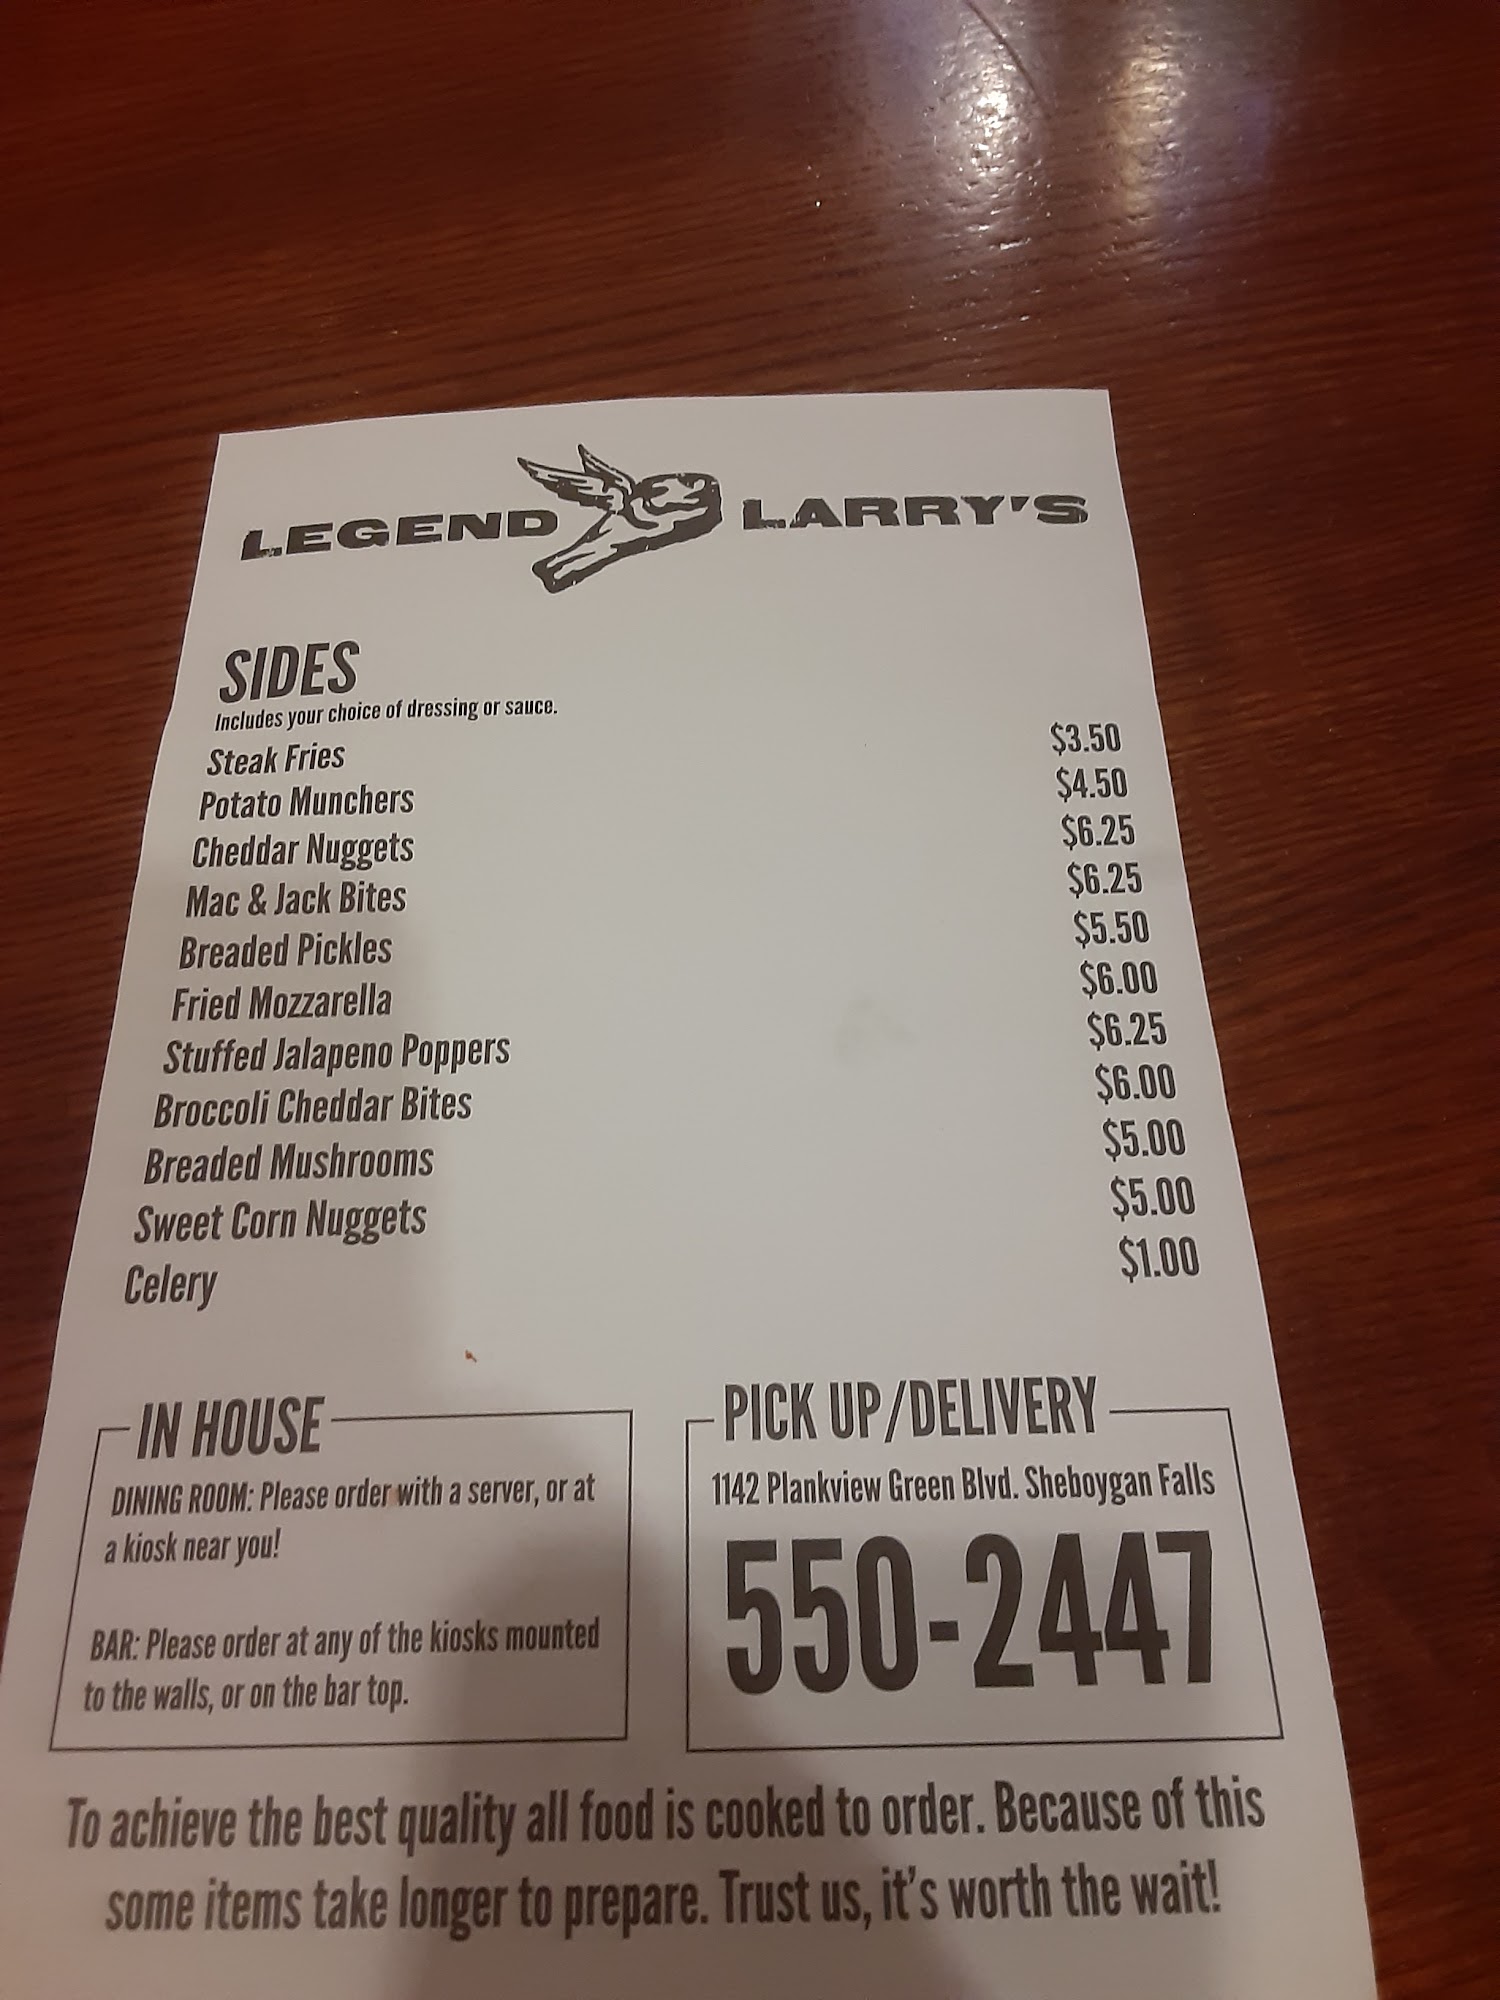 LEGEND LARRY'S
SIDES
Includes your choice of dressing or sauce.
Steak Fries $3.50
Potato Munchers $4.50
Cheddar Nuggets $6.25
Mac & Jack Bites $6.25
Breaded Pickles $5.50
Fried Mozzarella $6.00
Stuffed Jalapeno Poppers $6.25
Broccoli Cheddar Bites $6.00
Breaded Mushrooms $5.00
Sweet Corn Nuggets $5.00
Celery $1.00
IN HOUSE
DINING ROOM: Please order with a server, or at
a kiosk near you!
BAR: Please order at any of the kiosks mounted
to the walls, or on the bar top.
PICK UP/DELIVERY
1142 Plankview Green Blvd. Sheboygan Falls
550-2447
To achieve the best quality all food is cooked to order. Because of this
some items take longer to prepare. Trust us, it's worth the wait!